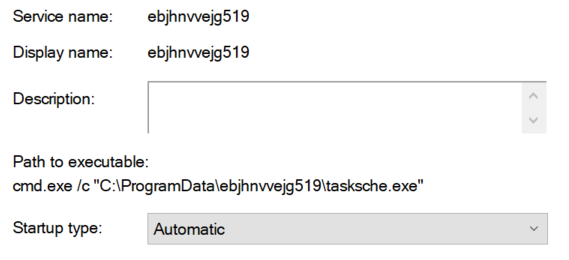 Service name: ebjhnvvejg519
Display name: ebjhnvvejg519
Description:
Path to executable:
cmd.exe /c "C:\ProgramData\ebjhnvvejg519\tasksche.exe"
Startup type: Automatic